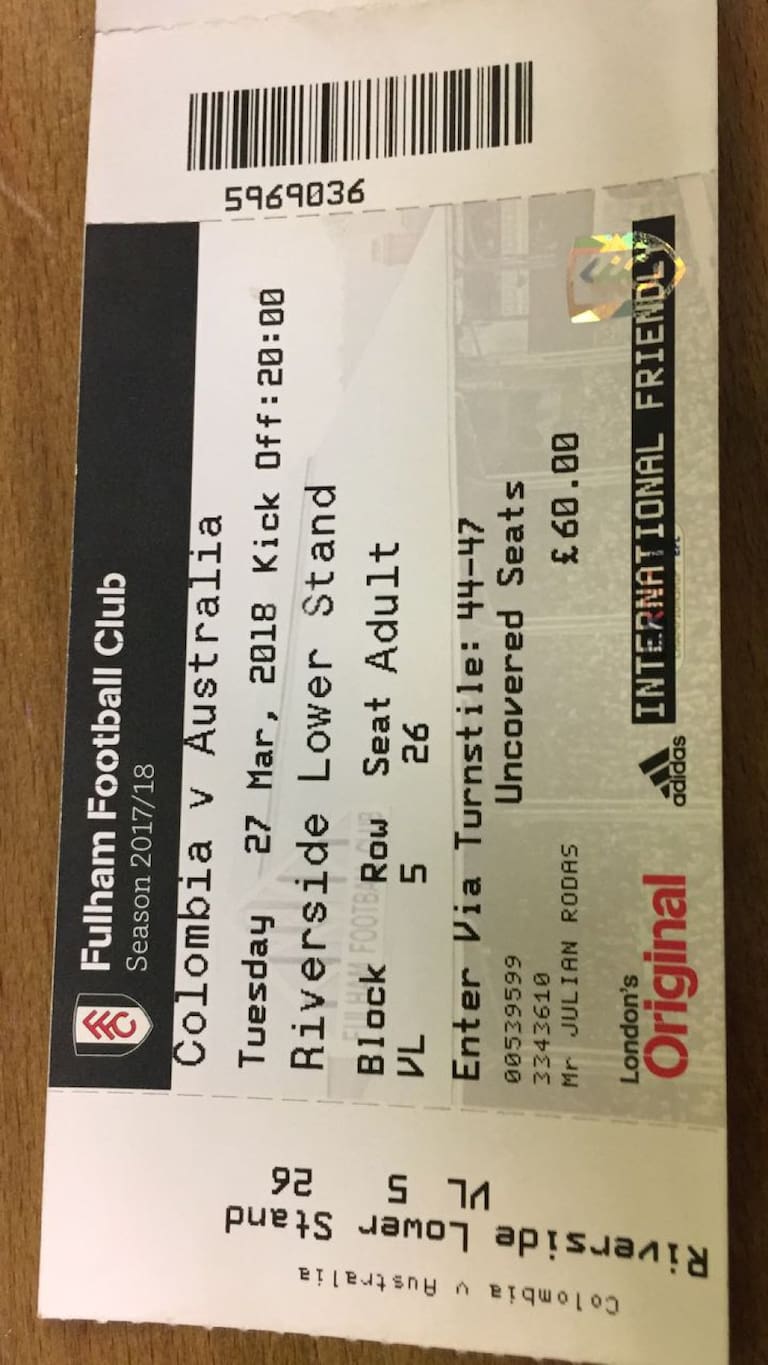 5969036
Fulham Football Club
Season 2017/18
Colombia v Australia
Tuesday 27 Mar, 2018 Kick Off:20:00
Riverside Lower Stand
Block Row Seat Adult
VL 5 26
Enter Via Turnstile: 44-47
00539599 Uncovered Seats
3343610
Mr JULIAN RODAS £60.00
London's
Original
adidas
INTERNATIONAL FRIENDLY
Colombia v Australia
Riverside Lower Stand
VL 5 26